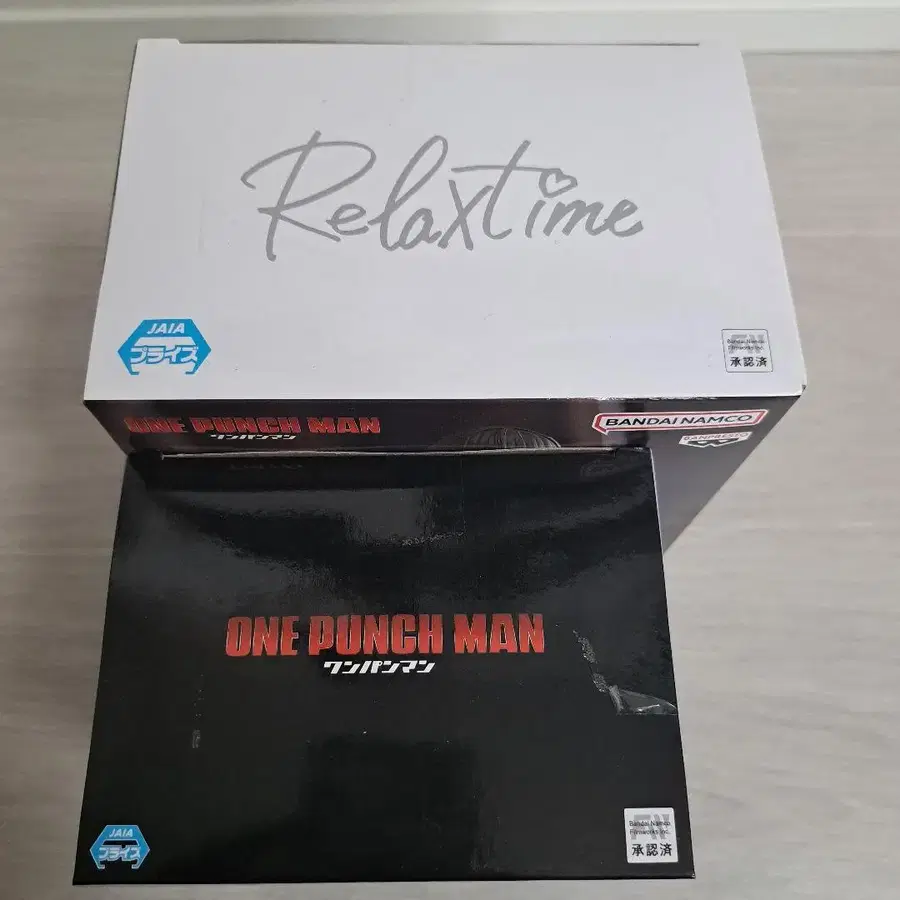 Relaxtime
JAIA
プライズ
Bandai Namco
Filmworks Inc.
承認済
ONE PUNCH MAN
ワンパンマン
BANDAI NAMCO
BANPRESTO
ONE PUNCH MAN
ワンパンマン
JAIA
プライズ
Bandai Namco
Filmworks Inc.
承認済